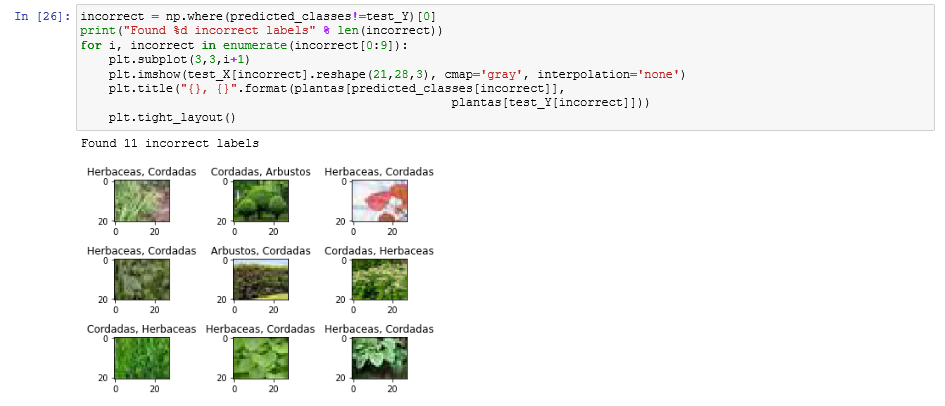 In [26]: incorrect = np.where(predicted_classes!=test_Y)[0]
print("Found %d incorrect labels" % len(incorrect))
for i, incorrect in enumerate(incorrect[0:9]):
    plt.subplot(3,3,i+1)
    plt.imshow(test_X[incorrect].reshape(21,28,3), cmap='gray', interpolation='none')
    plt.title("{}, {}".format(plantas[predicted_classes[incorrect]],
                                                    plantas[test_Y[incorrect]]))
    plt.tight_layout()
Found 11 incorrect labels
Herbaceas, Cordadas Cordadas, Arbustos Herbaceas, Cordadas
0 0 0
20 20 20
0 20 0 20 0 20
Herbaceas, Cordadas Arbustos, Cordadas Cordadas, Herbaceas
0 0 0
20 20 20
0 20 0 20 0 20
Cordadas, Herbaceas Herbaceas, Cordadas Herbaceas, Cordadas
0 0 0
20 20 20
0 20 0 20 0 20